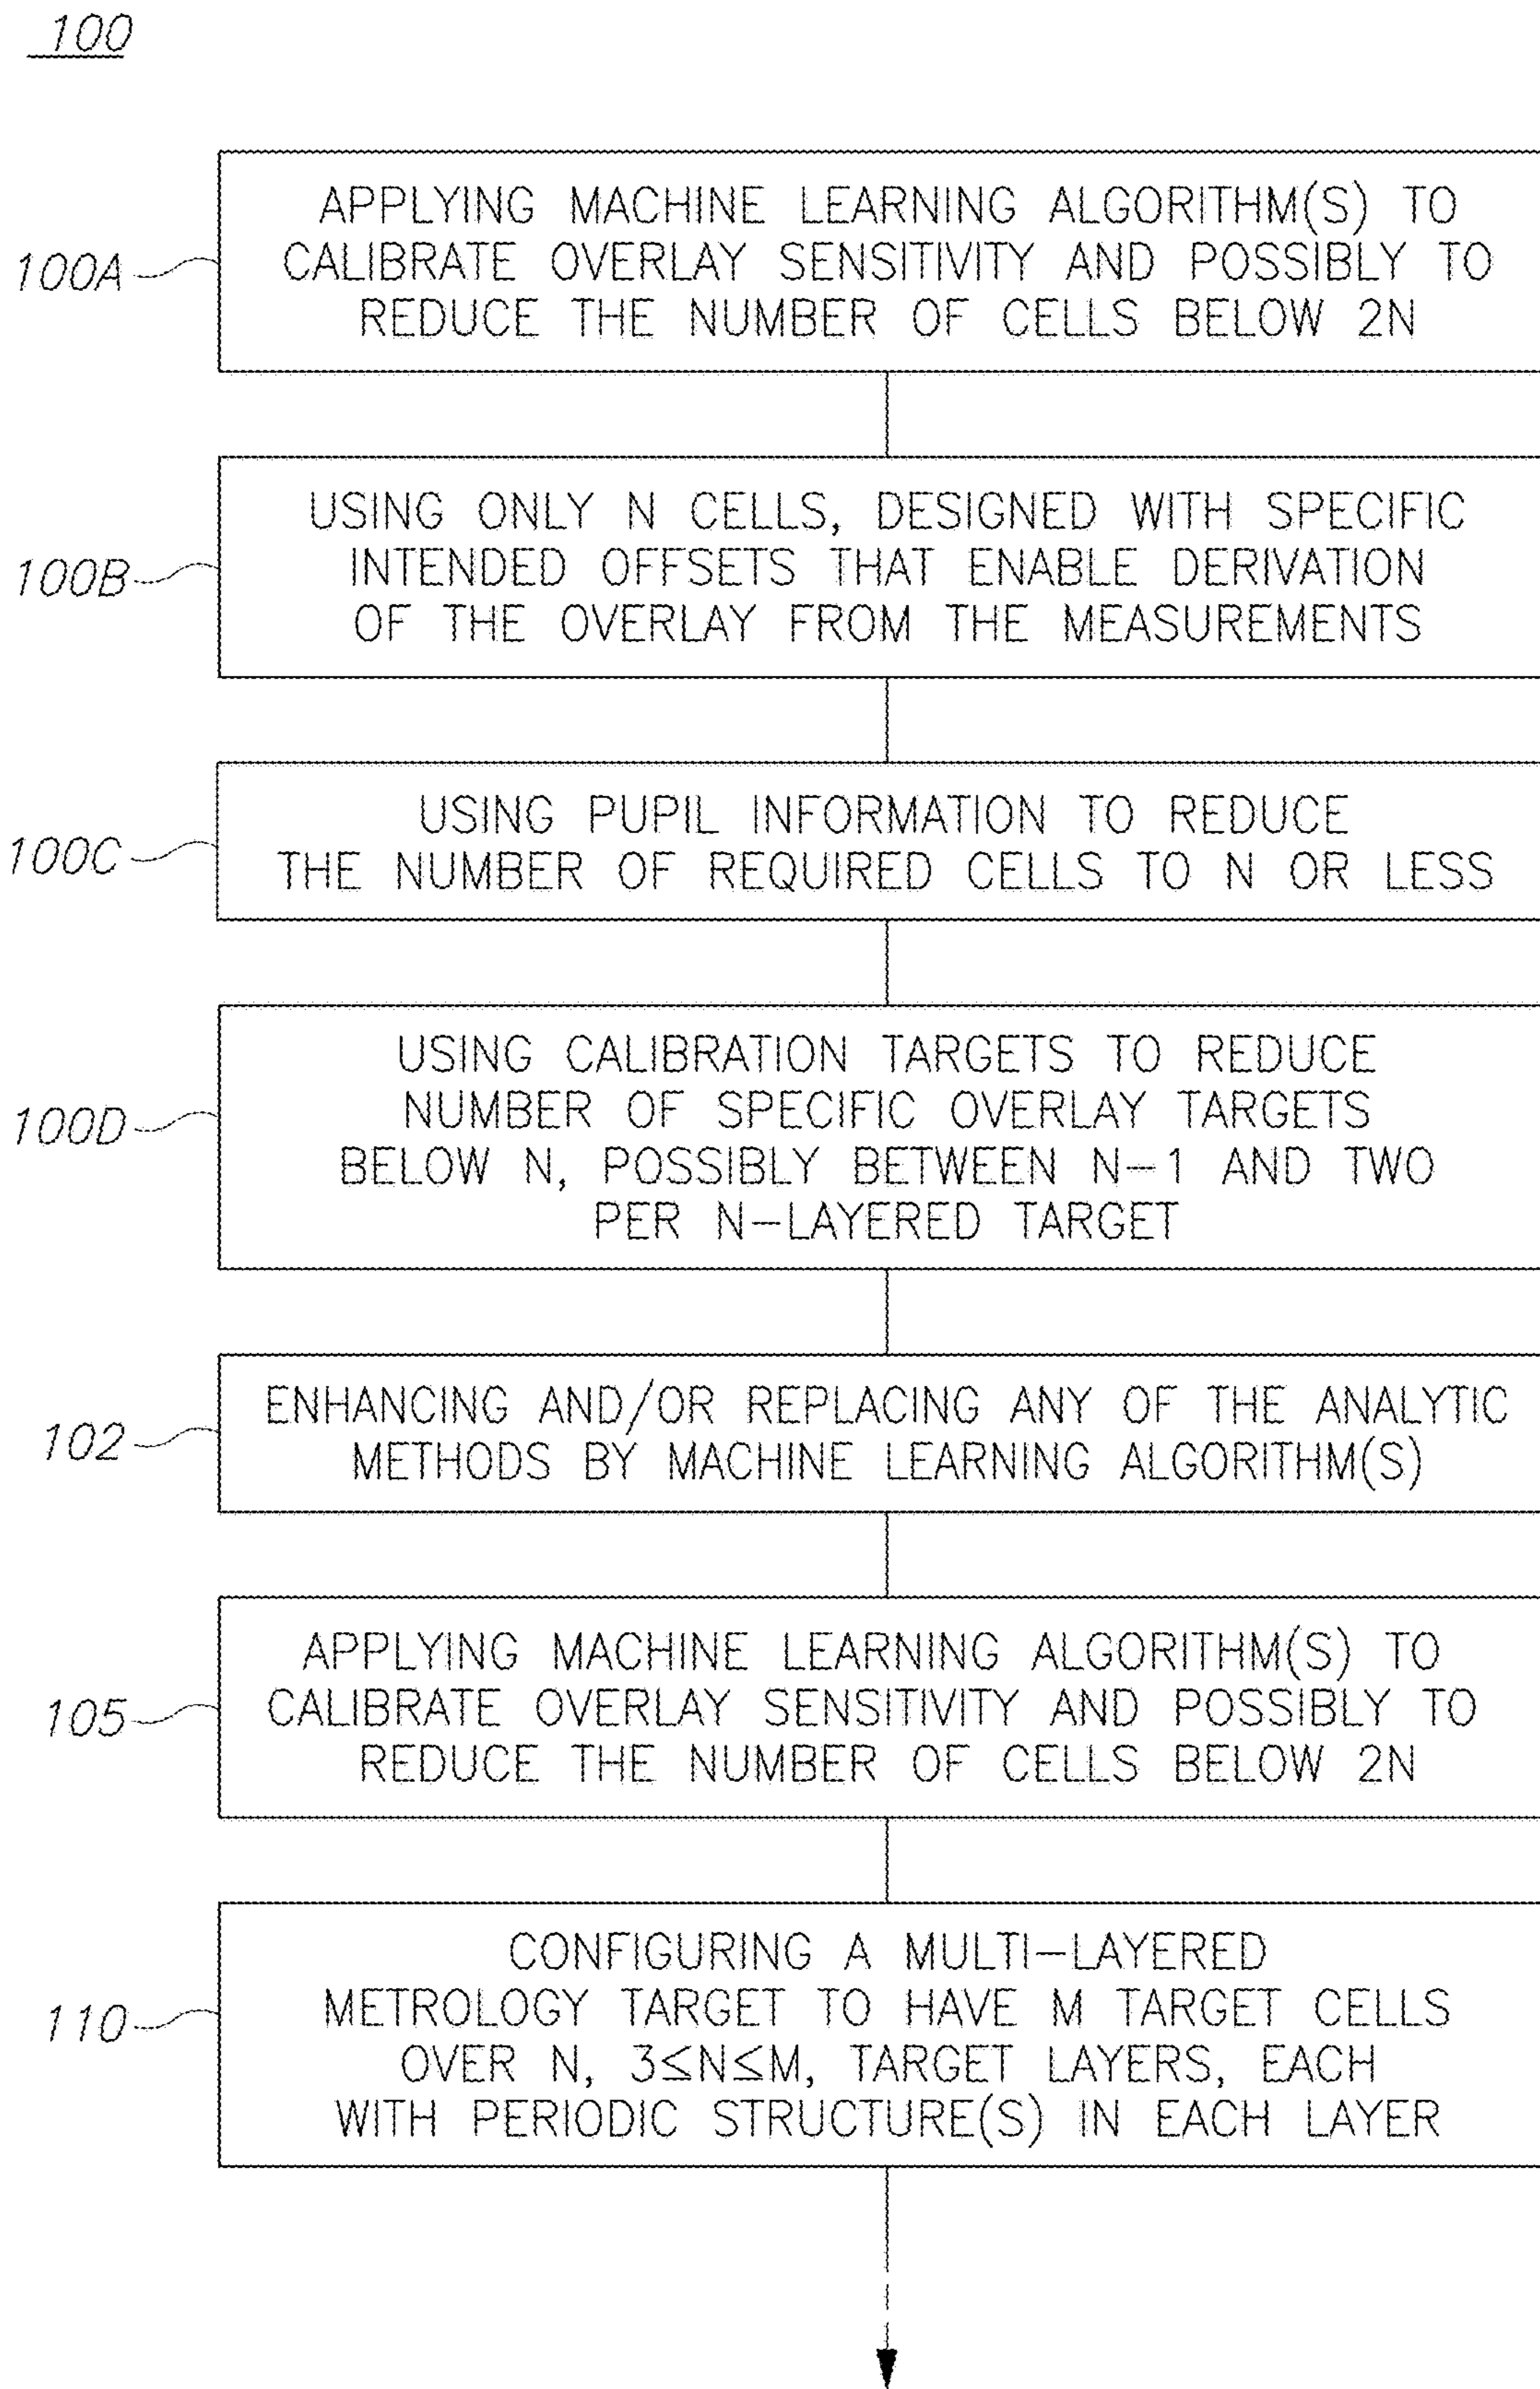 100
100A
APPLYING MACHINE LEARNING ALGORITHM(S) TO
CALIBRATE OVERLAY SENSITIVITY AND POSSIBLY TO
REDUCE THE NUMBER OF CELLS BELOW 2N
100B
USING ONLY N CELLS, DESIGNED WITH SPECIFIC
INTENDED OFFSETS THAT ENABLE DERIVATION
OF THE OVERLAY FROM THE MEASUREMENTS
100C
USING PUPIL INFORMATION TO REDUCE
THE NUMBER OF REQUIRED CELLS TO N OR LESS
100D
USING CALIBRATION TARGETS TO REDUCE
NUMBER OF SPECIFIC OVERLAY TARGETS
BELOW N, POSSIBLY BETWEEN N-1 AND TWO
PER N-LAYERED TARGET
102
ENHANCING AND/OR REPLACING ANY OF THE ANALYTIC
METHODS BY MACHINE LEARNING ALGORITHM(S)
105
APPLYING MACHINE LEARNING ALGORITHM(S) TO
CALIBRATE OVERLAY SENSITIVITY AND POSSIBLY TO
REDUCE THE NUMBER OF CELLS BELOW 2N
110
CONFIGURING A MULTI-LAYERED
METROLOGY TARGET TO HAVE M TARGET CELLS
OVER N, 3≤N≤M, TARGET LAYERS, EACH
WITH PERIODIC STRUCTURE(S) IN EACH LAYER